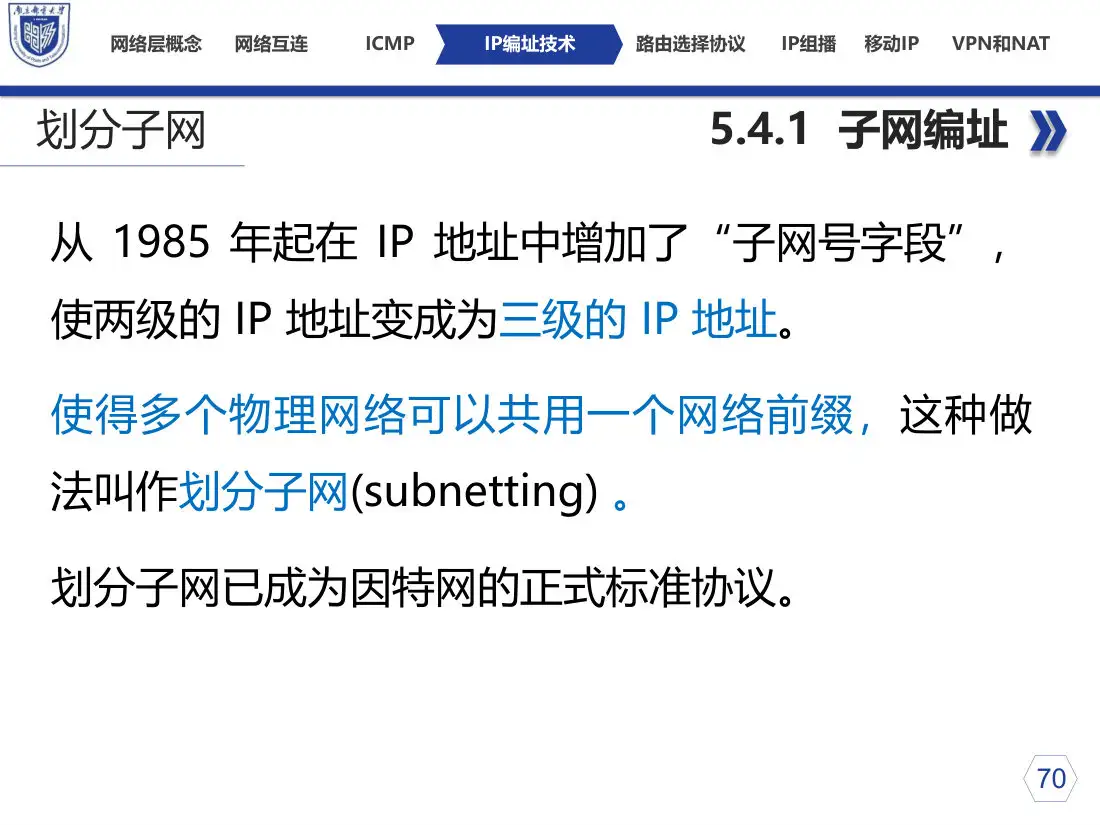 南京邮电大学
网络层概念 网络互连 ICMP IP编址技术 路由选择协议 IP组播 移动IP VPN和NAT
划分子网
5.4.1 子网编址
从 1985 年起在 IP 地址中增加了“子网号字段”，
使两级的 IP 地址变成为三级的 IP 地址。
使得多个物理网络可以共用一个网络前缀，这种做
法叫作划分子网(subnetting) 。
划分子网已成为因特网的正式标准协议。
70